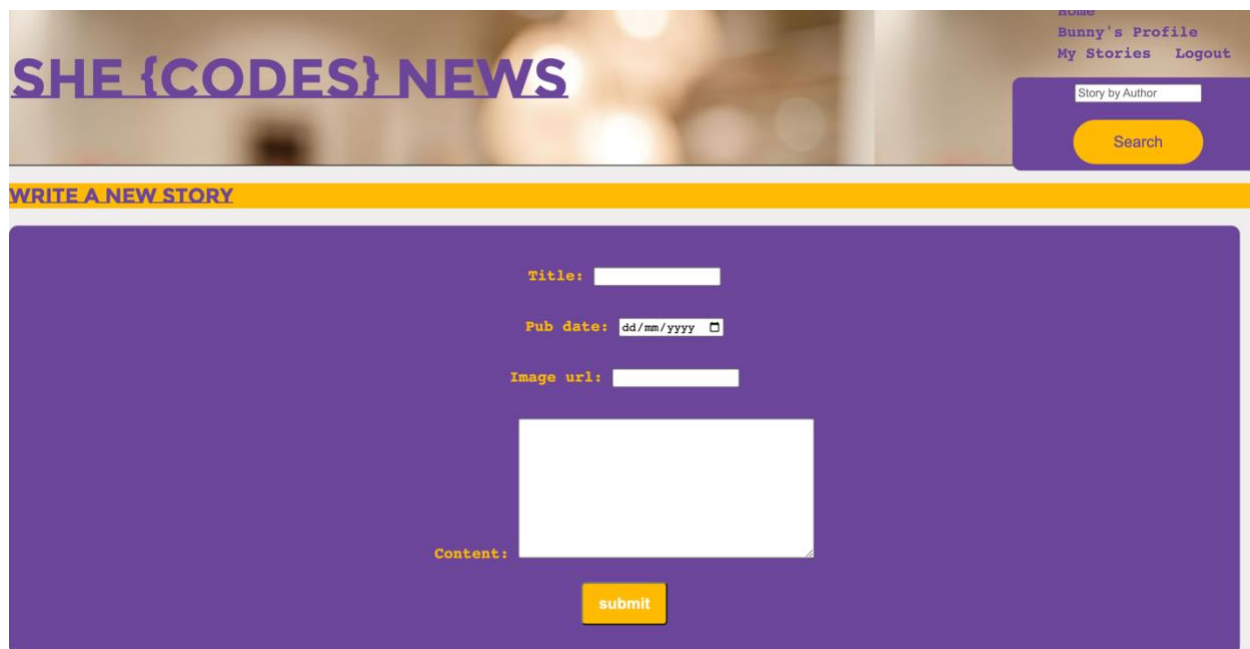 Home
Bunny's Profile
My Stories Logout
SHE {CODES} NEWS
Story by Author
Search
WRITE A NEW STORY
Title:
Pub date: dd/mm/yyyy
Image url:
Content:
submit